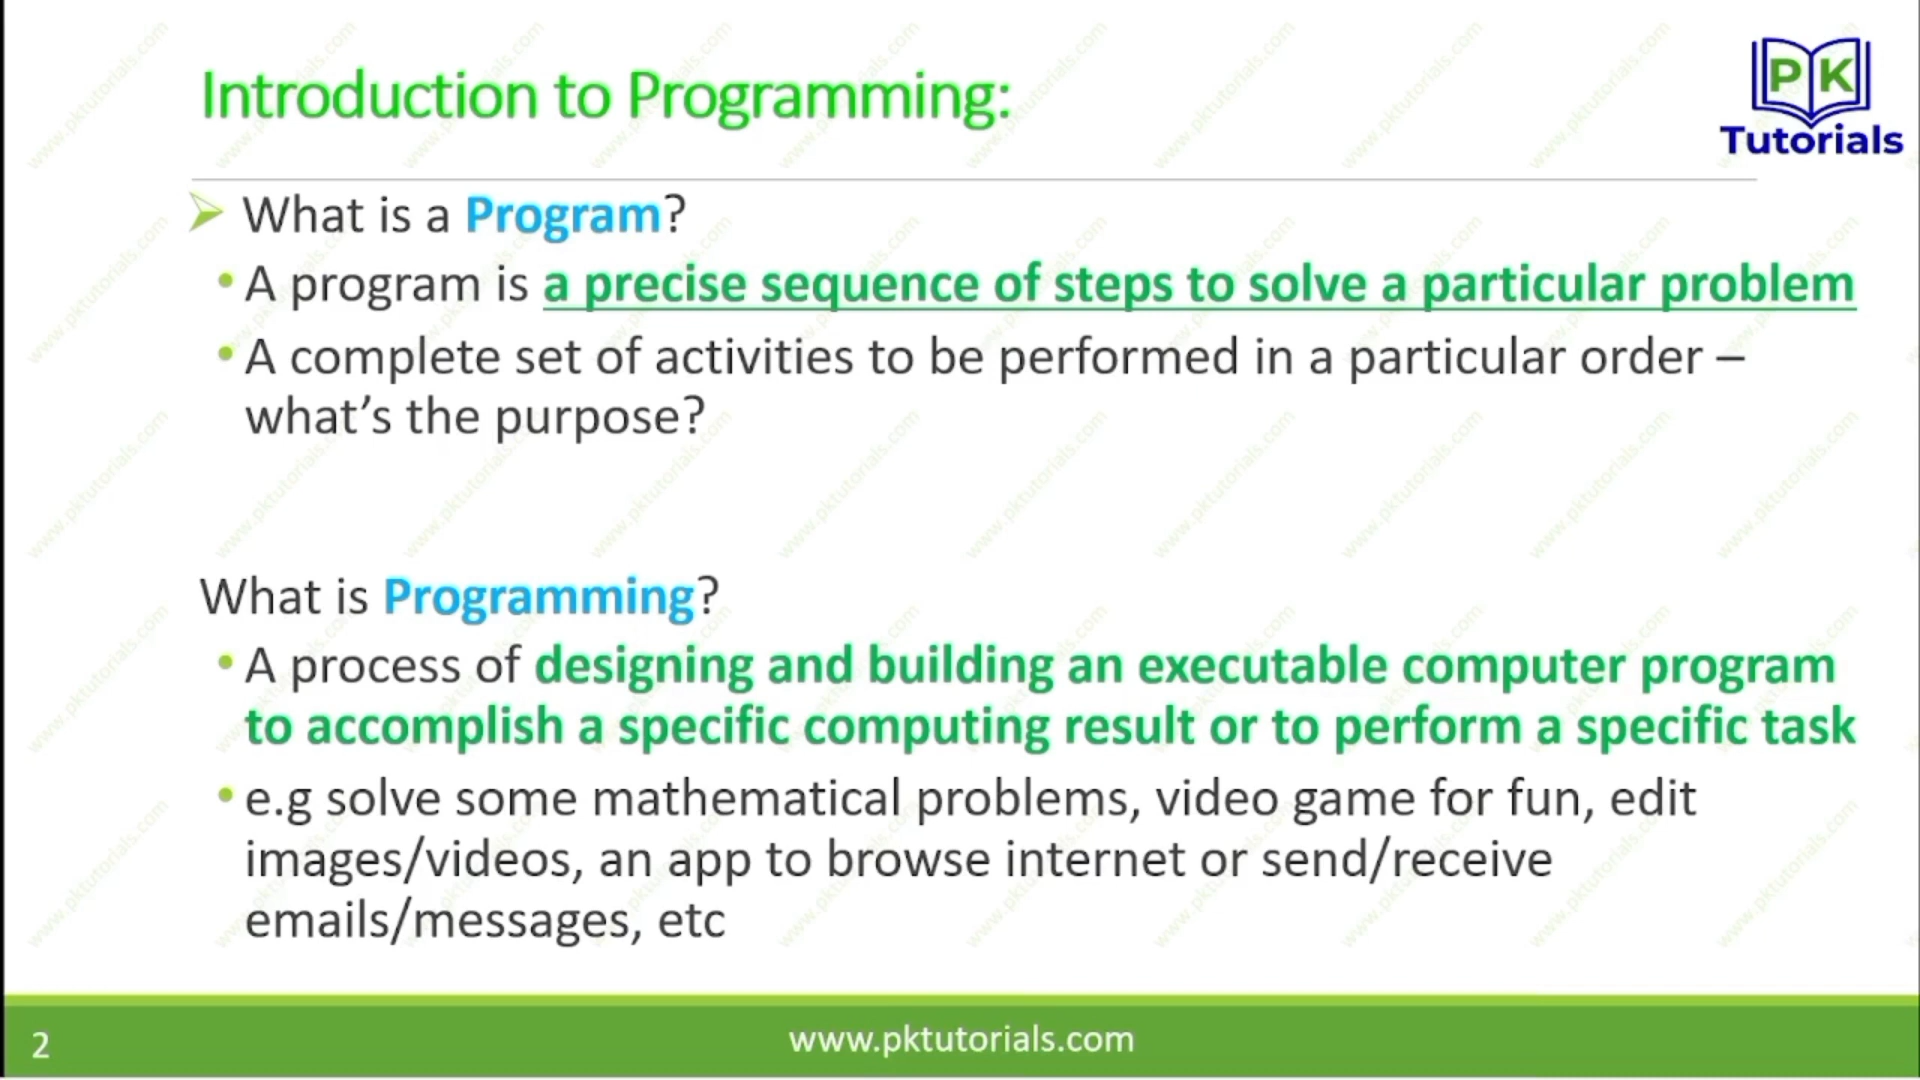 Introduction to Programming:
PK
Tutorials
What is a Program?
• A program is a precise sequence of steps to solve a particular problem
• A complete set of activities to be performed in a particular order –
what’s the purpose?
What is Programming?
• A process of designing and building an executable computer program
to accomplish a specific computing result or to perform a specific task
• e.g solve some mathematical problems, video game for fun, edit
images/videos, an app to browse internet or send/receive
emails/messages, etc
2
www.pktutorials.com